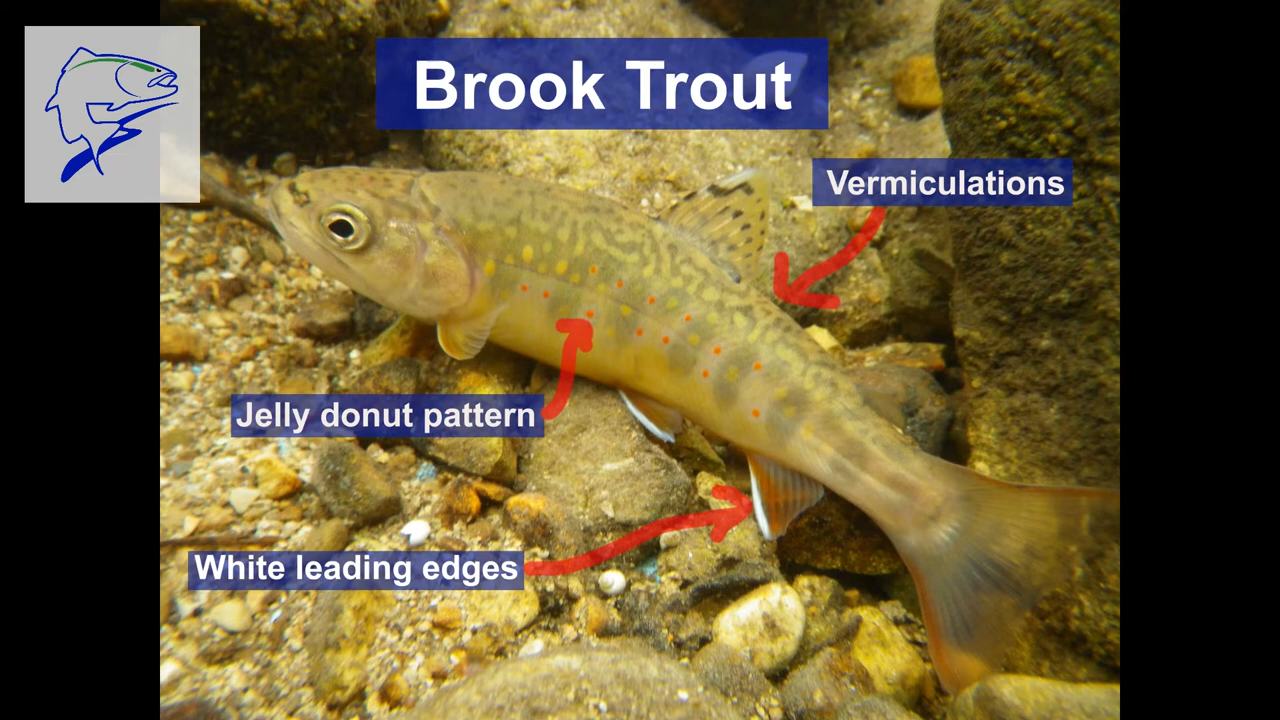 Brook Trout
Vermiculations
Jelly donut pattern
White leading edges